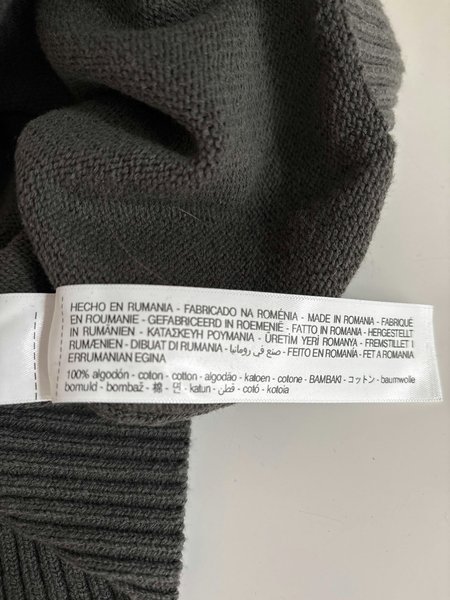 HECHO EN RUMANIA - FABRICADO NA ROMÉNIA - MADE IN ROMANIA - FABRIQUÉ
EN ROUMANIE - GEFABRICEERD IN ROEMENIË - FATTO IN ROMANIA - HERGESTELLT
IN RUMÄNIEN - ΚΑΤΑΣΚΕΥΗ ΡΟΥΜΑΝΙΑ - ÜRETİM YERİ ROMANYA - FREMSTILLET I
RUMÆNIEN - DIBUAT DI RUMANIA - صنع في رومانيا - FEITO EN ROMANÍA - FET A ROMANIA
ERRUMANIAN EGINA
100% algodón - coton - cotton - algodão - katoen - cotone - ΒΑΜΒΑΚΙ - コットン - baumwolle
bomuld - bombaž - 棉 - 면 - katun - قطن - cotó - kotoia